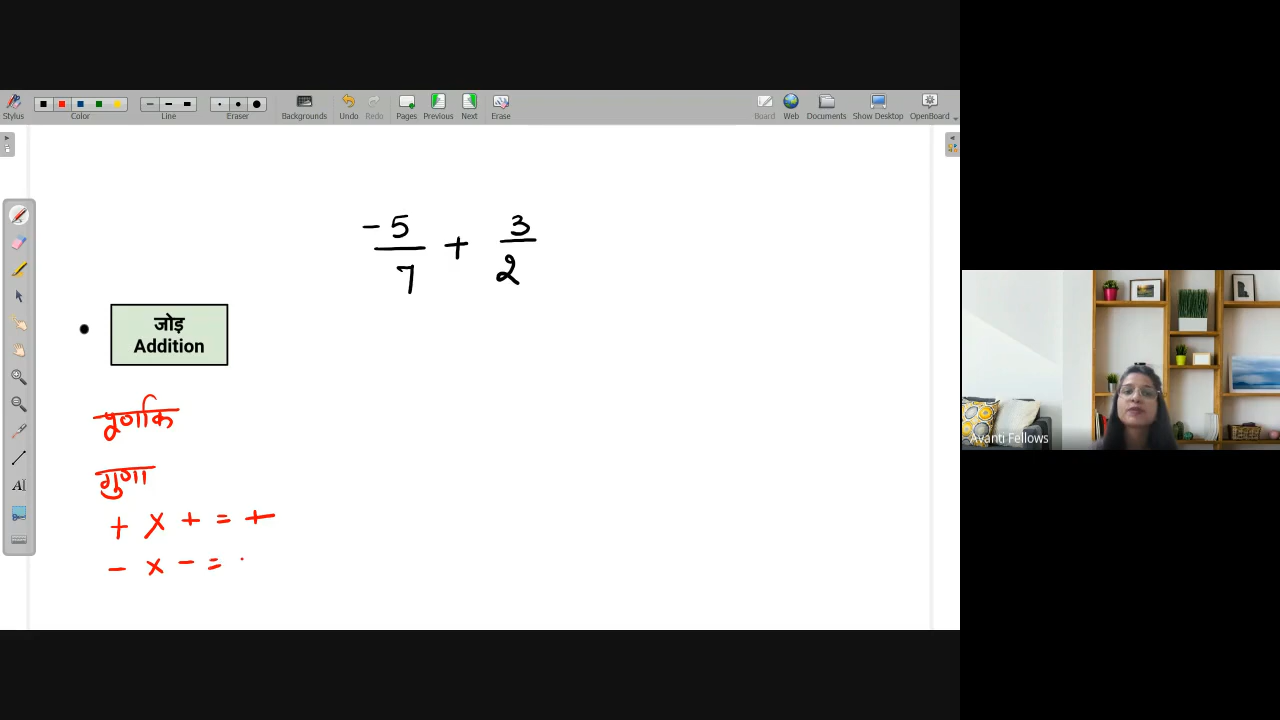 Stylus Color Line Eraser Backgrounds Undo Redo Pages Previous Next Erase Board Web Documents Show Desktop OpenBoard
-5/7 + 3/2
जोड़
Addition
पूर्णांक
गुणा
+ x + = +
- x - =
Avanti Fellows